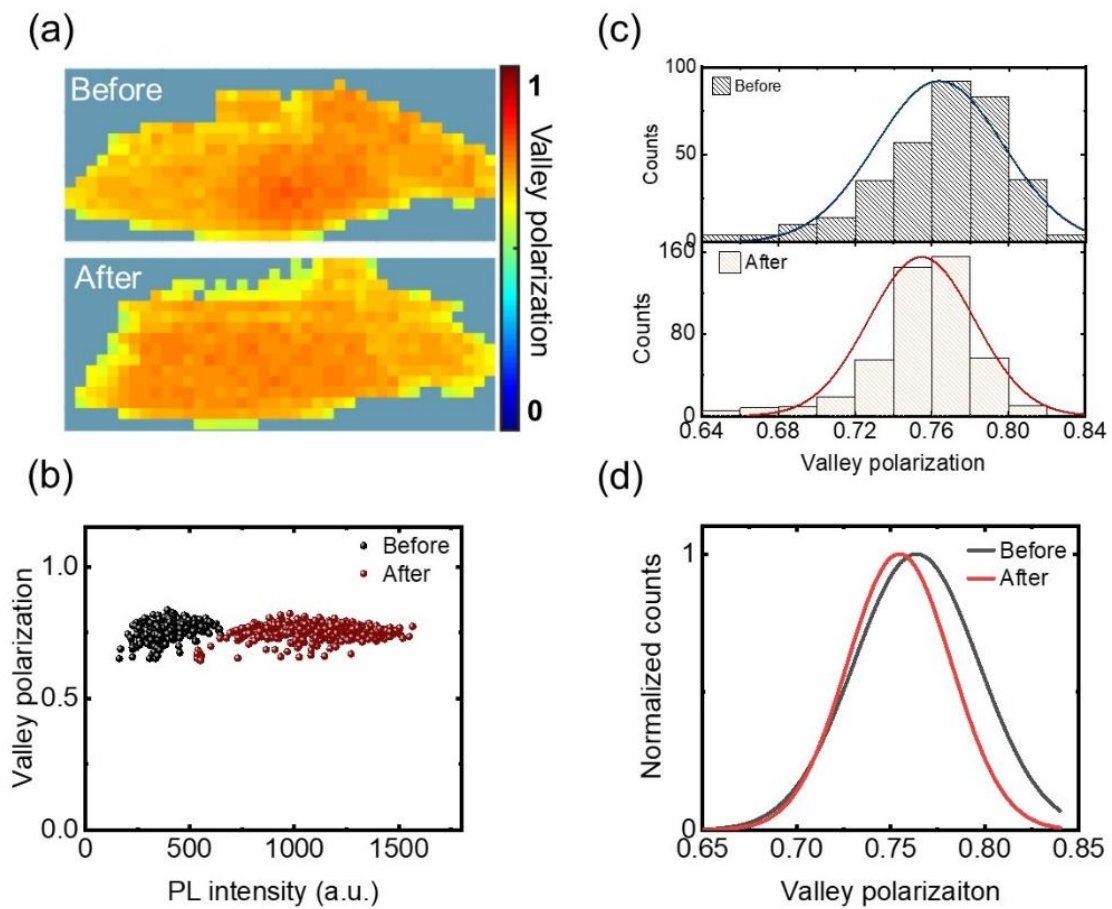 (a)
Before
After
1
Valley polarization
0
(c)
100
50
0
Counts
Before
160
80
0
Counts
After
0.64
0.68
0.72
0.76
0.80
0.84
Valley polarization
(b)
1.0
0.5
0.0
Valley polarization
Before
After
0
500
1000
1500
PL intensity (a.u.)
(d)
1
0
Normalized counts
Before
After
0.65
0.70
0.75
0.80
0.85
Valley polarizaiton